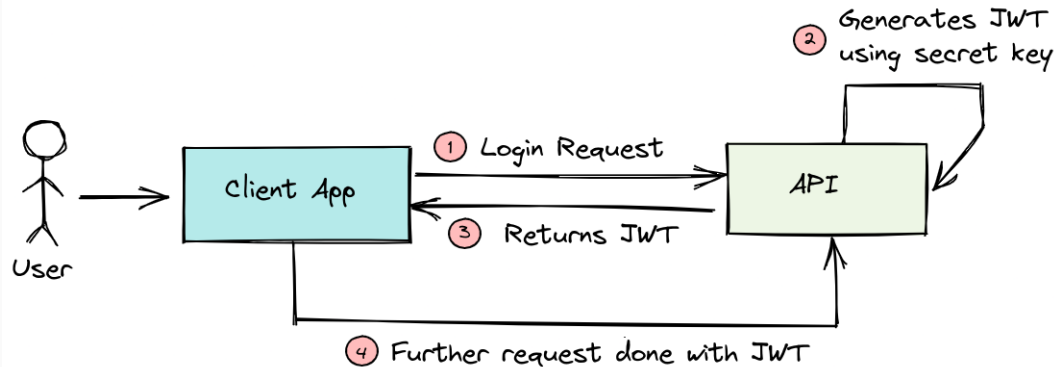 Generates JWT
2
using secret key
1 Login Request
Client App
API
3 Returns JWT
User
4 Further request done with JWT